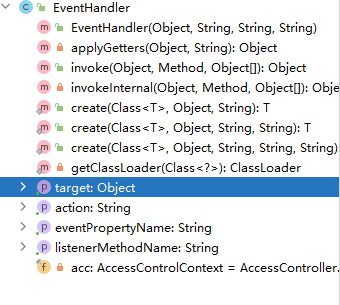 EventHandler
EventHandler(Object, String, String, String)
applyGetters(Object, String): Object
invoke(Object, Method, Object[]): Object
invokeInternal(Object, Method, Object[]): Ob
create(Class<T>, Object, String): T
create(Class<T>, Object, String, String): T
create(Class<T>, Object, String, String, String):
getClassLoader(Class<?>): ClassLoader
target: Object
action: String
eventPropertyName: String
listenerMethodName: String
acc: AccessControlContext = AccessController.